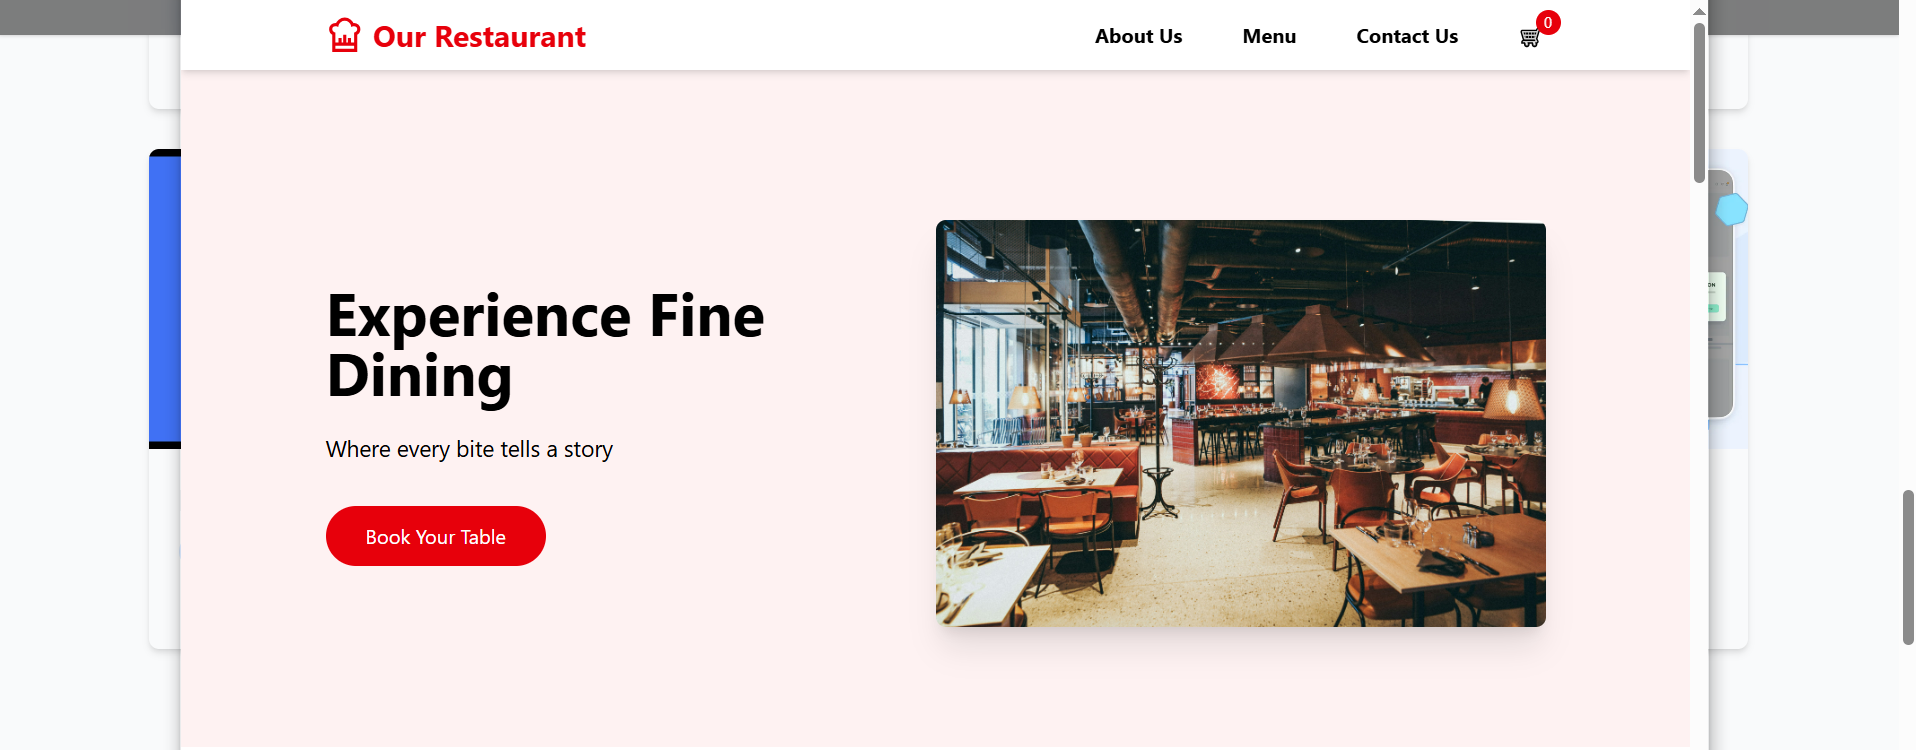 Our Restaurant
About Us
Menu
Contact Us
0
Experience Fine
Dining
Where every bite tells a story
Book Your Table
ON